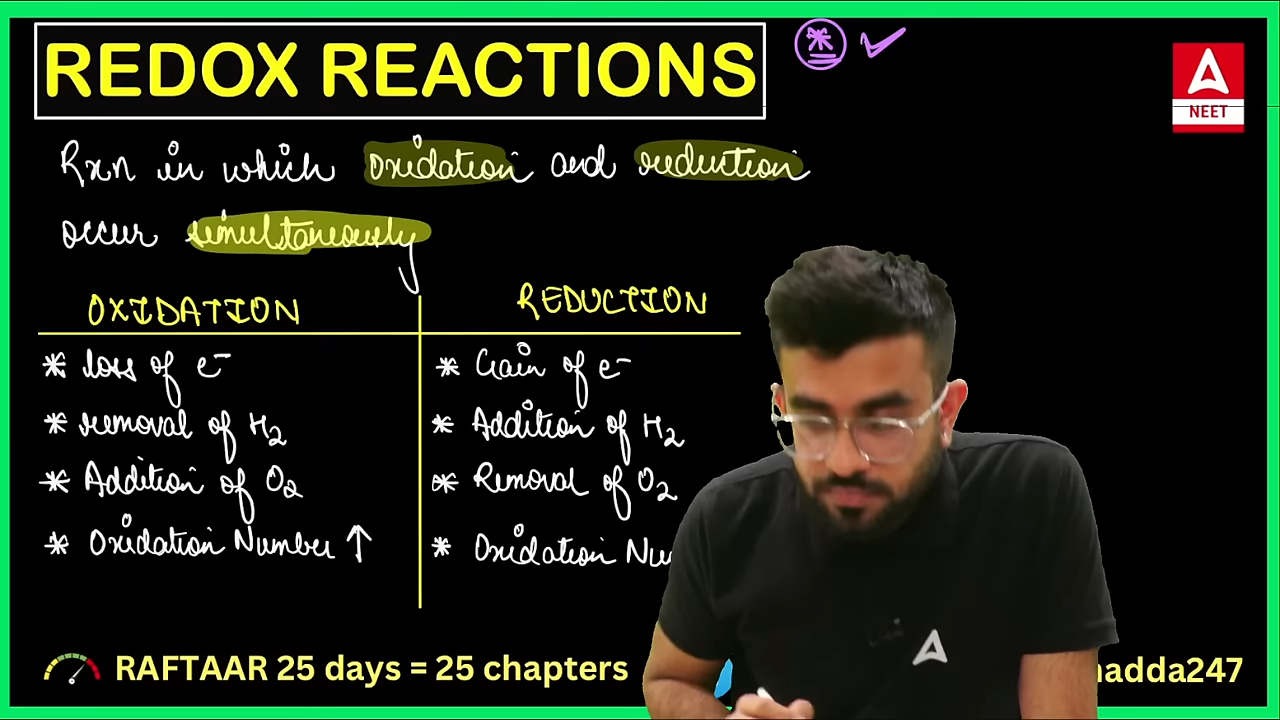 REDOX REACTIONS
NEET
Rxn in which oxidation and reduction
occur simultaneously
OXIDATION
* loss of e⁻
* removal of H₂
* Addition of O₂
* Oxidation Number ↑
REDUCTION
* Gain of e⁻
* Addition of H₂
* Removal of O₂
* Oxidation Nu
RAFTAAR 25 days = 25 chapters
adda247